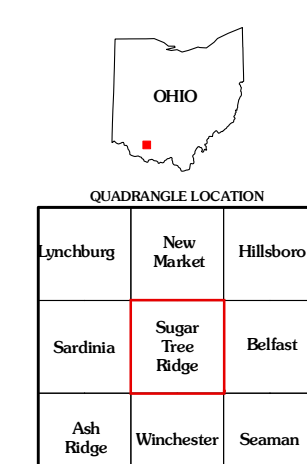 OHIO
QUADRANGLE LOCATION
Lynchburg
New
Market
Hillsboro
Sardinia
Sugar
Tree
Ridge
Belfast
Ash
Ridge
Winchester
Seaman